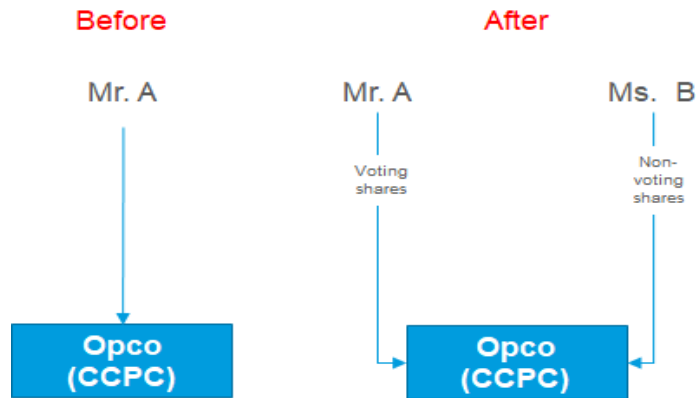 Before
After
Mr. A
Mr. A
Ms. B
Voting
shares
Non-
voting
shares
Opco
(CCPC)
Opco
(CCPC)